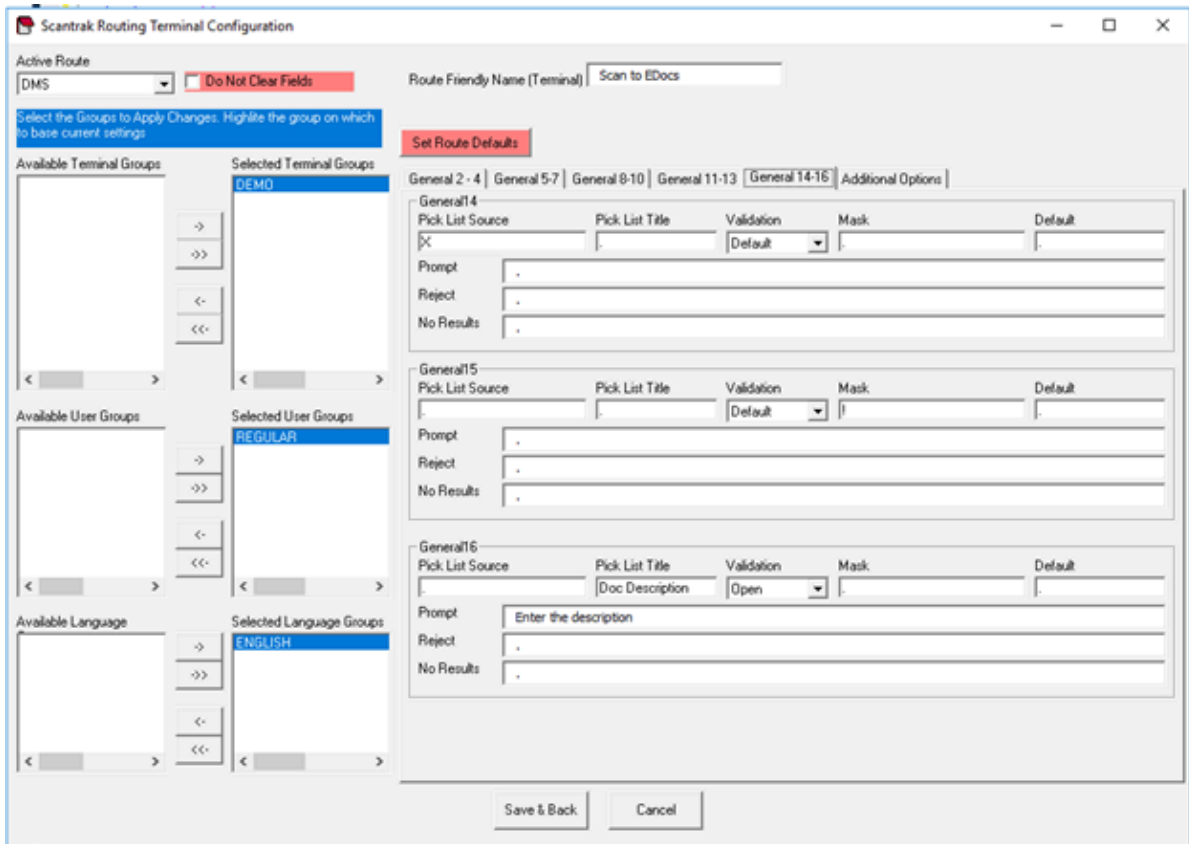 Scantrak Routing Terminal Configuration
Active Route
DMS
Do Not Clear Fields
Route Friendly Name (Terminal)
Scan to EDocs
Select the Groups to Apply Changes. Highlite the group on which
to base current settings
Set Route Defaults
Available Terminal Groups
Selected Terminal Groups
DEMO
->
->>
<-
<<-
General 2 - 4
General 5-7
General 8-10
General 11-13
General 14-16
Additional Options
General14
Pick List Source
Pick List Title
Validation
Mask
Default
X
.
Default
.
.
Prompt
,
Reject
,
No Results
,
Available User Groups
Selected User Groups
REGULAR
->
->>
<-
<<-
General15
Pick List Source
Pick List Title
Validation
Mask
Default
.
.
Default
!
.
Prompt
,
Reject
,
No Results
,
Available Language
Selected Language Groups
ENGLISH
->
->>
<-
<<-
General16
Pick List Source
Pick List Title
Validation
Mask
Default
.
Doc Description
Open
.
.
Prompt
Enter the description
Reject
,
No Results
,
Save & Back
Cancel